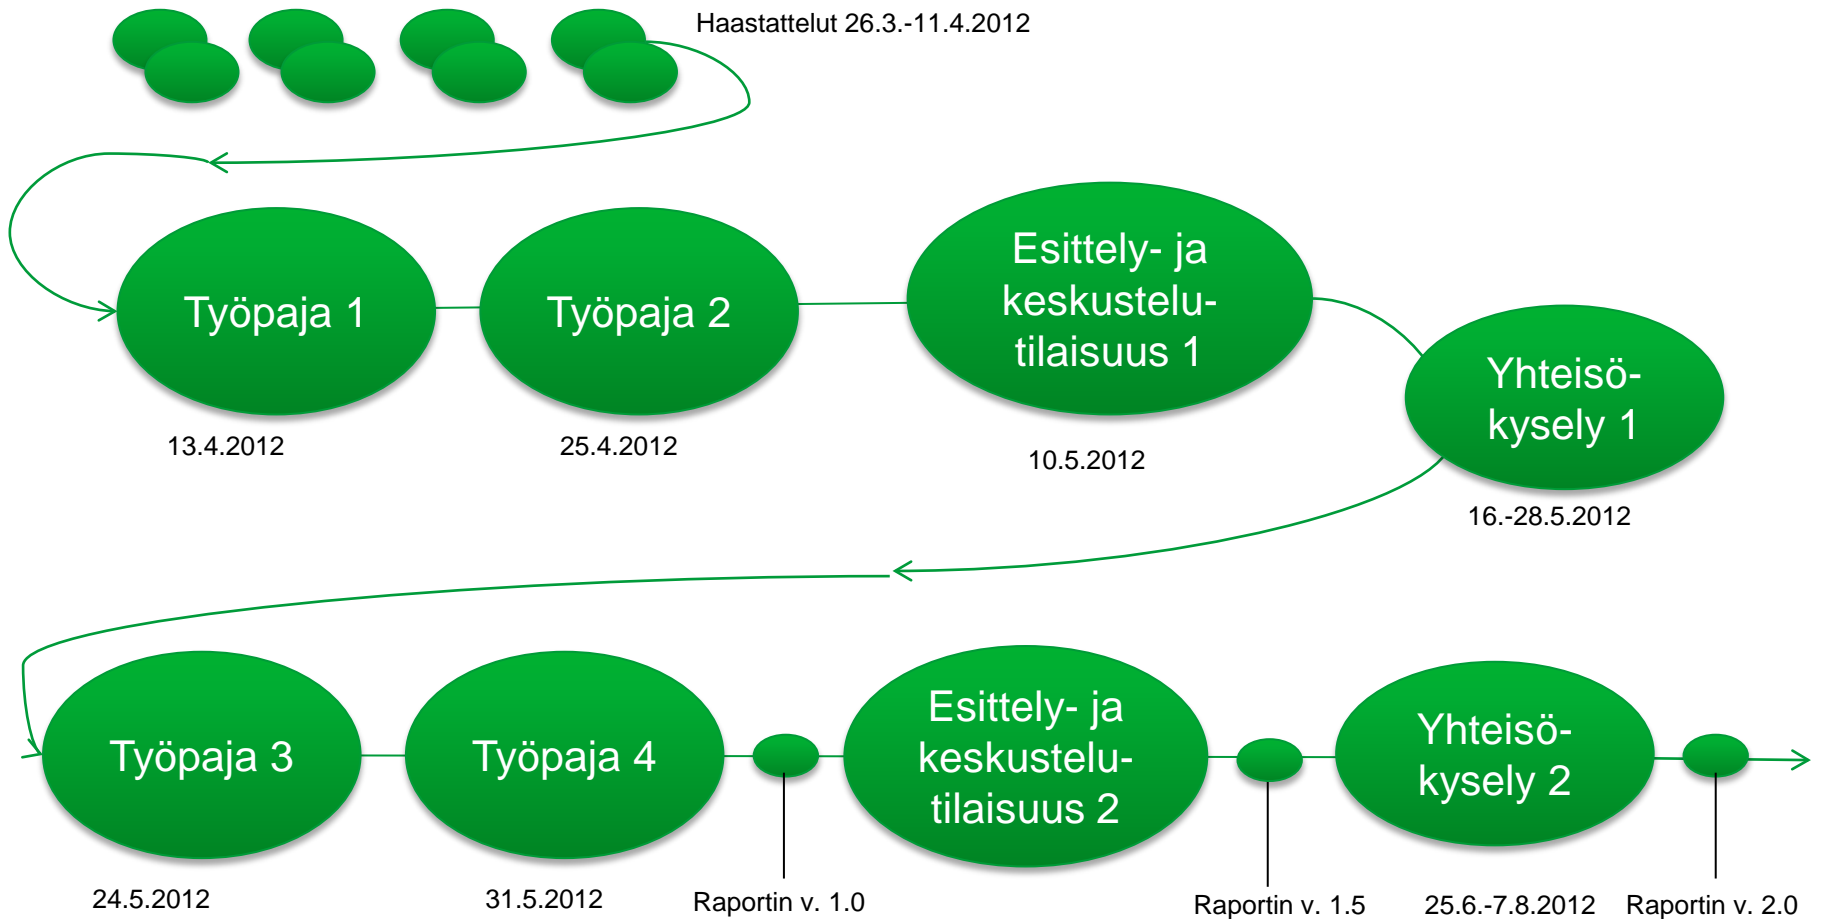 Haastattelut 26.3.-11.4.2012
Työpaja 1
Työpaja 2
Esittely- ja
keskustelu-
tilaisuus 1
Yhteisö-
kysely 1
13.4.2012
25.4.2012
10.5.2012
16.-28.5.2012
Työpaja 3
Työpaja 4
Esittely- ja
keskustelu-
tilaisuus 2
Yhteisö-
kysely 2
24.5.2012
31.5.2012
Raportin v. 1.0
Raportin v. 1.5
25.6.-7.8.2012
Raportin v. 2.0